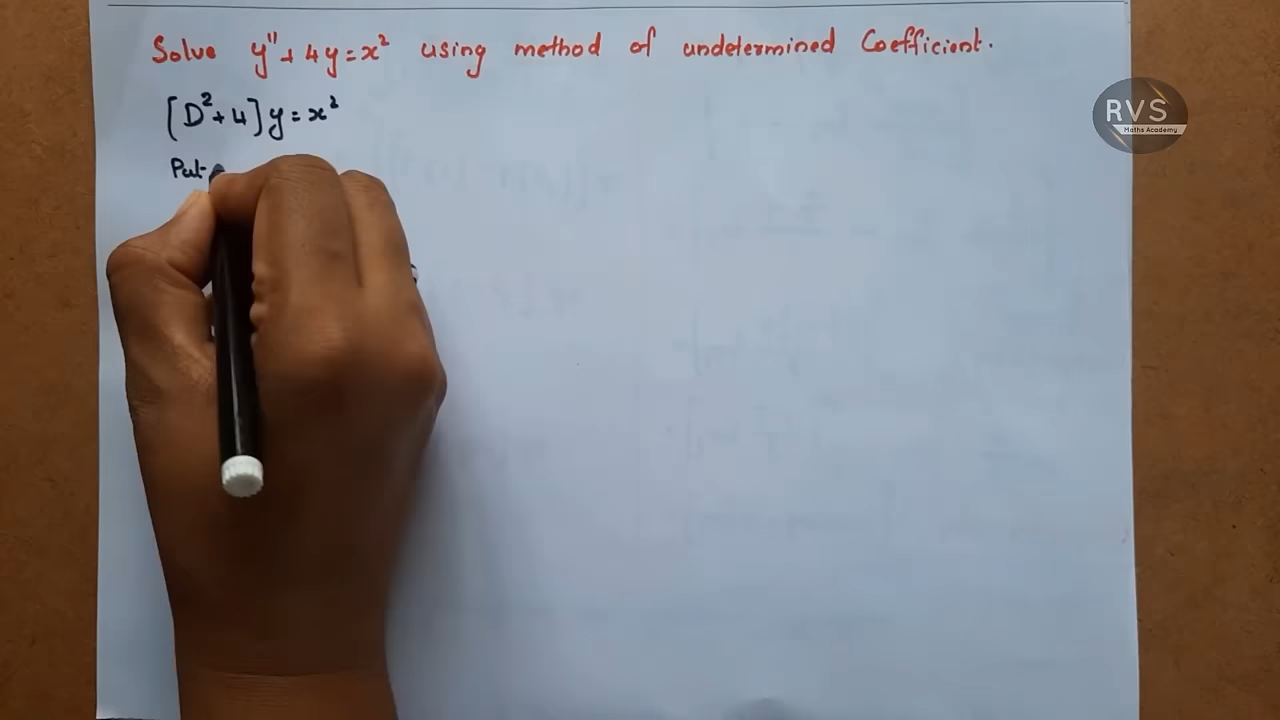 Solve y" + 4y = x² using method of undetermined Coefficient.
[D² + 4] y = x²
Put
RVS
Maths Academy